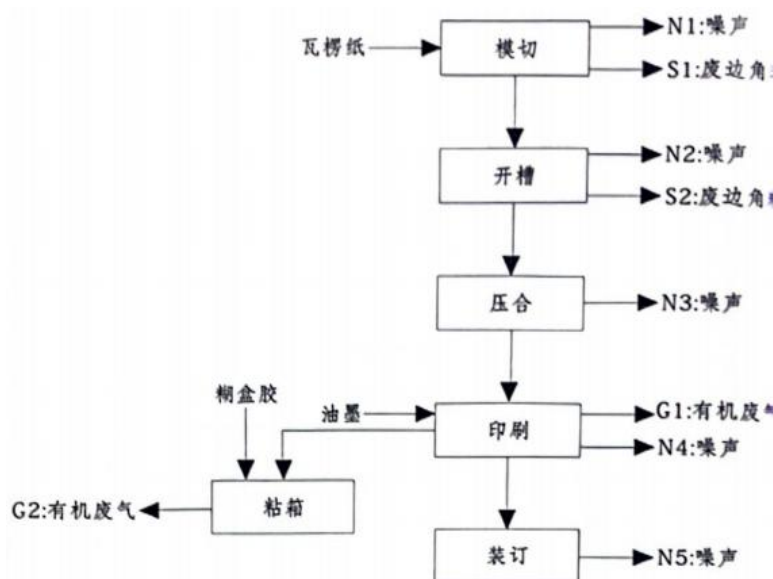 N1:噪声
瓦楞纸
模切
S1:废边角
N2:噪声
开槽
S2:废边角
压合
N3:噪声
糊盒胶
油墨
印刷
G1:有机废气
N4:噪声
G2:有机废气
粘箱
装订
N5:噪声